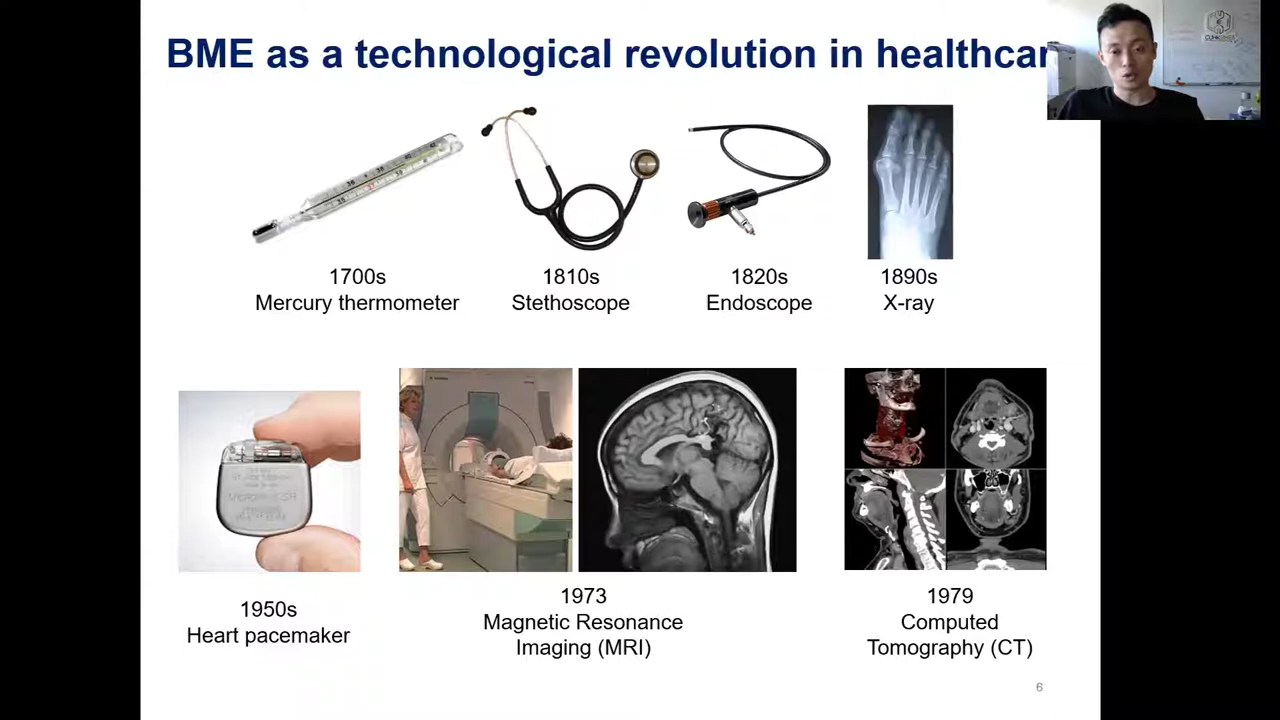 BME as a technological revolution in healthcar
1700s
Mercury thermometer
1810s
Stethoscope
1820s
Endoscope
1890s
X-ray
1950s
Heart pacemaker
1973
Magnetic Resonance
Imaging (MRI)
1979
Computed
Tomography (CT)
6